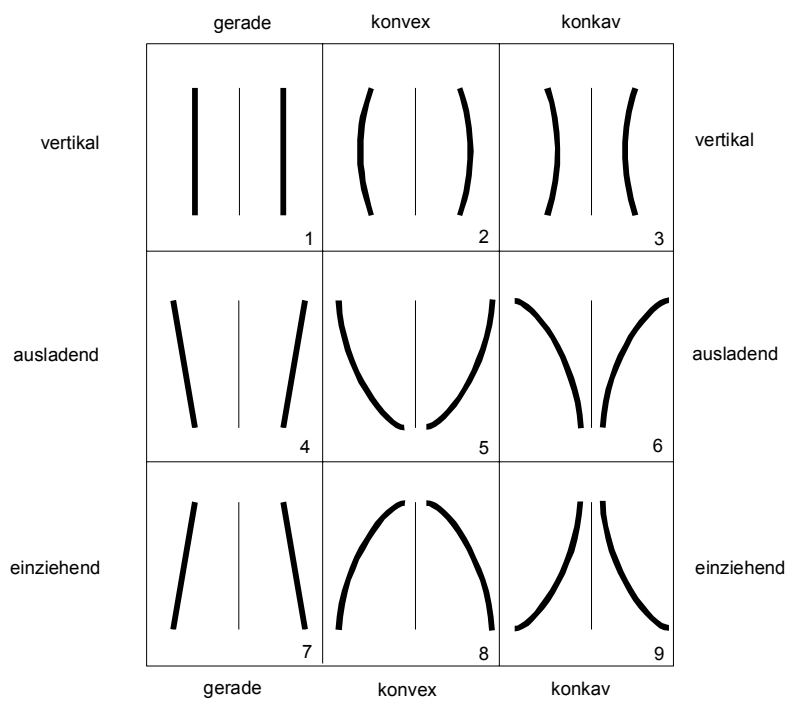 gerade konvex konkav
vertikal vertikal
1 2 3
ausladend ausladend
4 5 6
einziehend einziehend
7 8 9
gerade konvex konkav